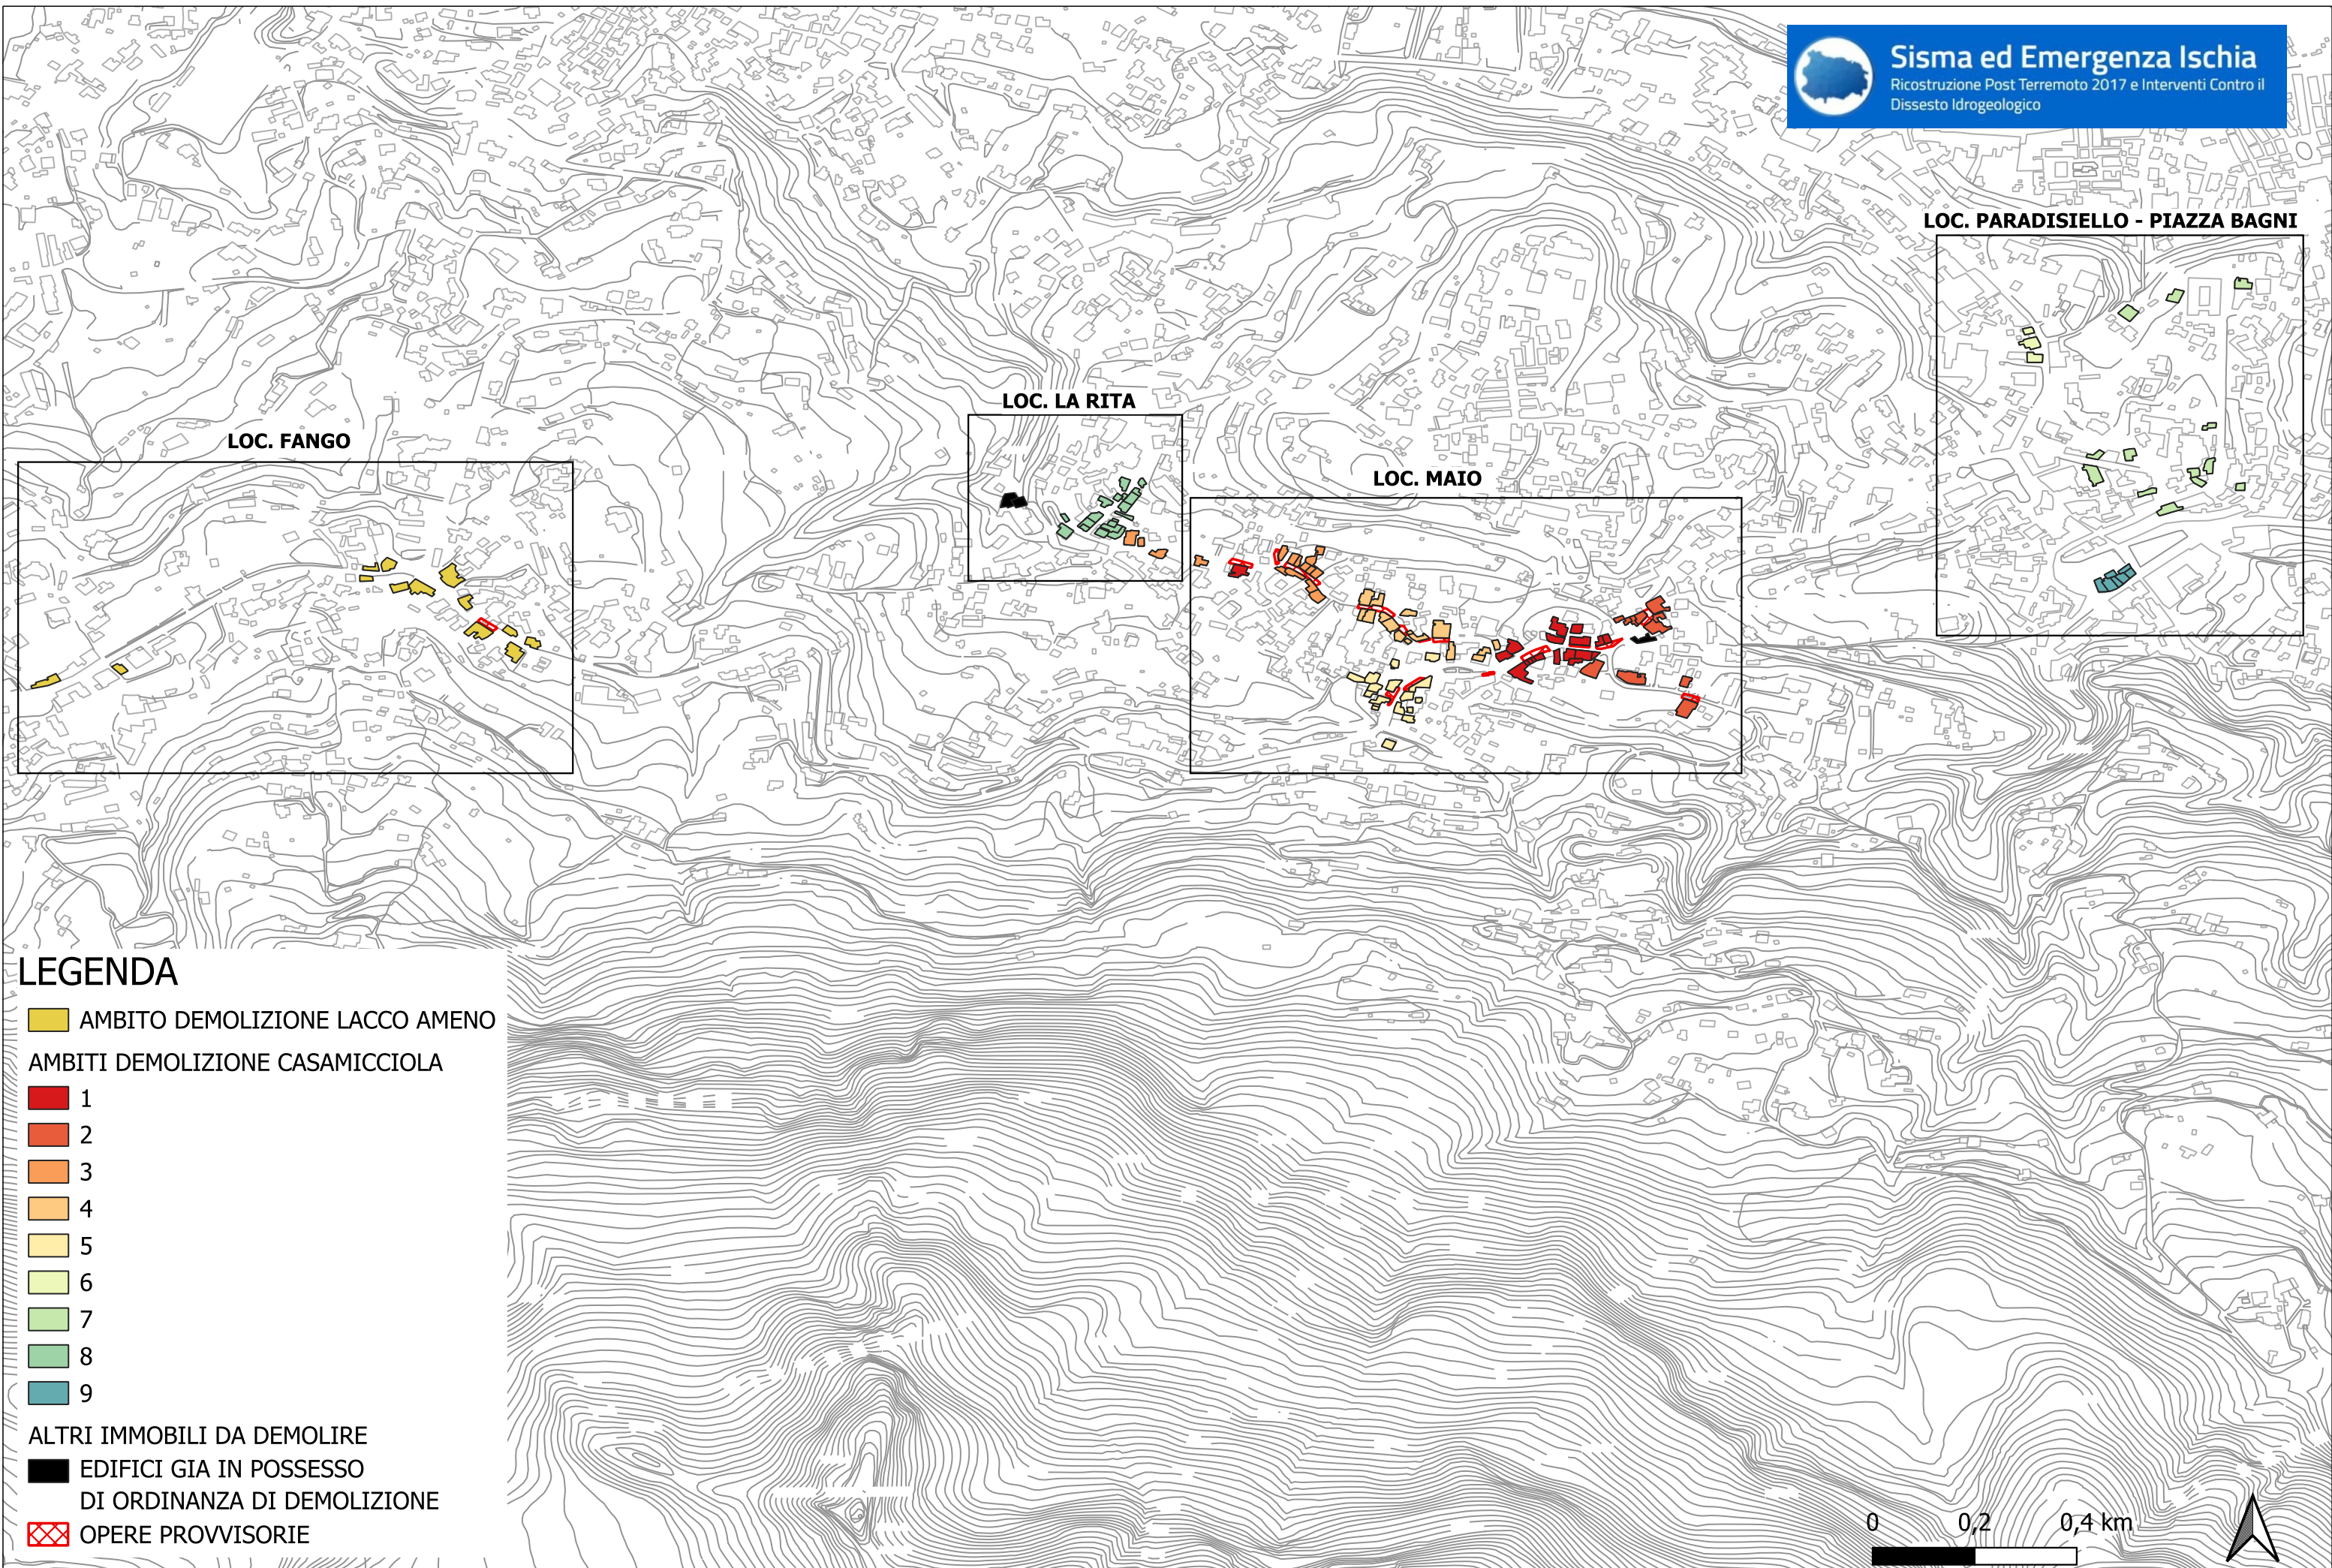 Sisma ed Emergenza Ischia
Ricostruzione Post Terremoto 2017 e Interventi Contro il
Dissesto Idrogeologico
LOC. PARADISIELLO - PIAZZA BAGNI
LOC. LA RITA
LOC. FANGO
LOC. MAIO
LEGENDA
AMBITO DEMOLIZIONE LACCO AMENO
AMBITI DEMOLIZIONE CASAMICCIOLA
1
2
3
4
5
6
7
8
9
ALTRI IMMOBILI DA DEMOLIRE
EDIFICI GIA IN POSSESSO
DI ORDINANZA DI DEMOLIZIONE
OPERE PROVVISORIE
0 0,2 0,4 km